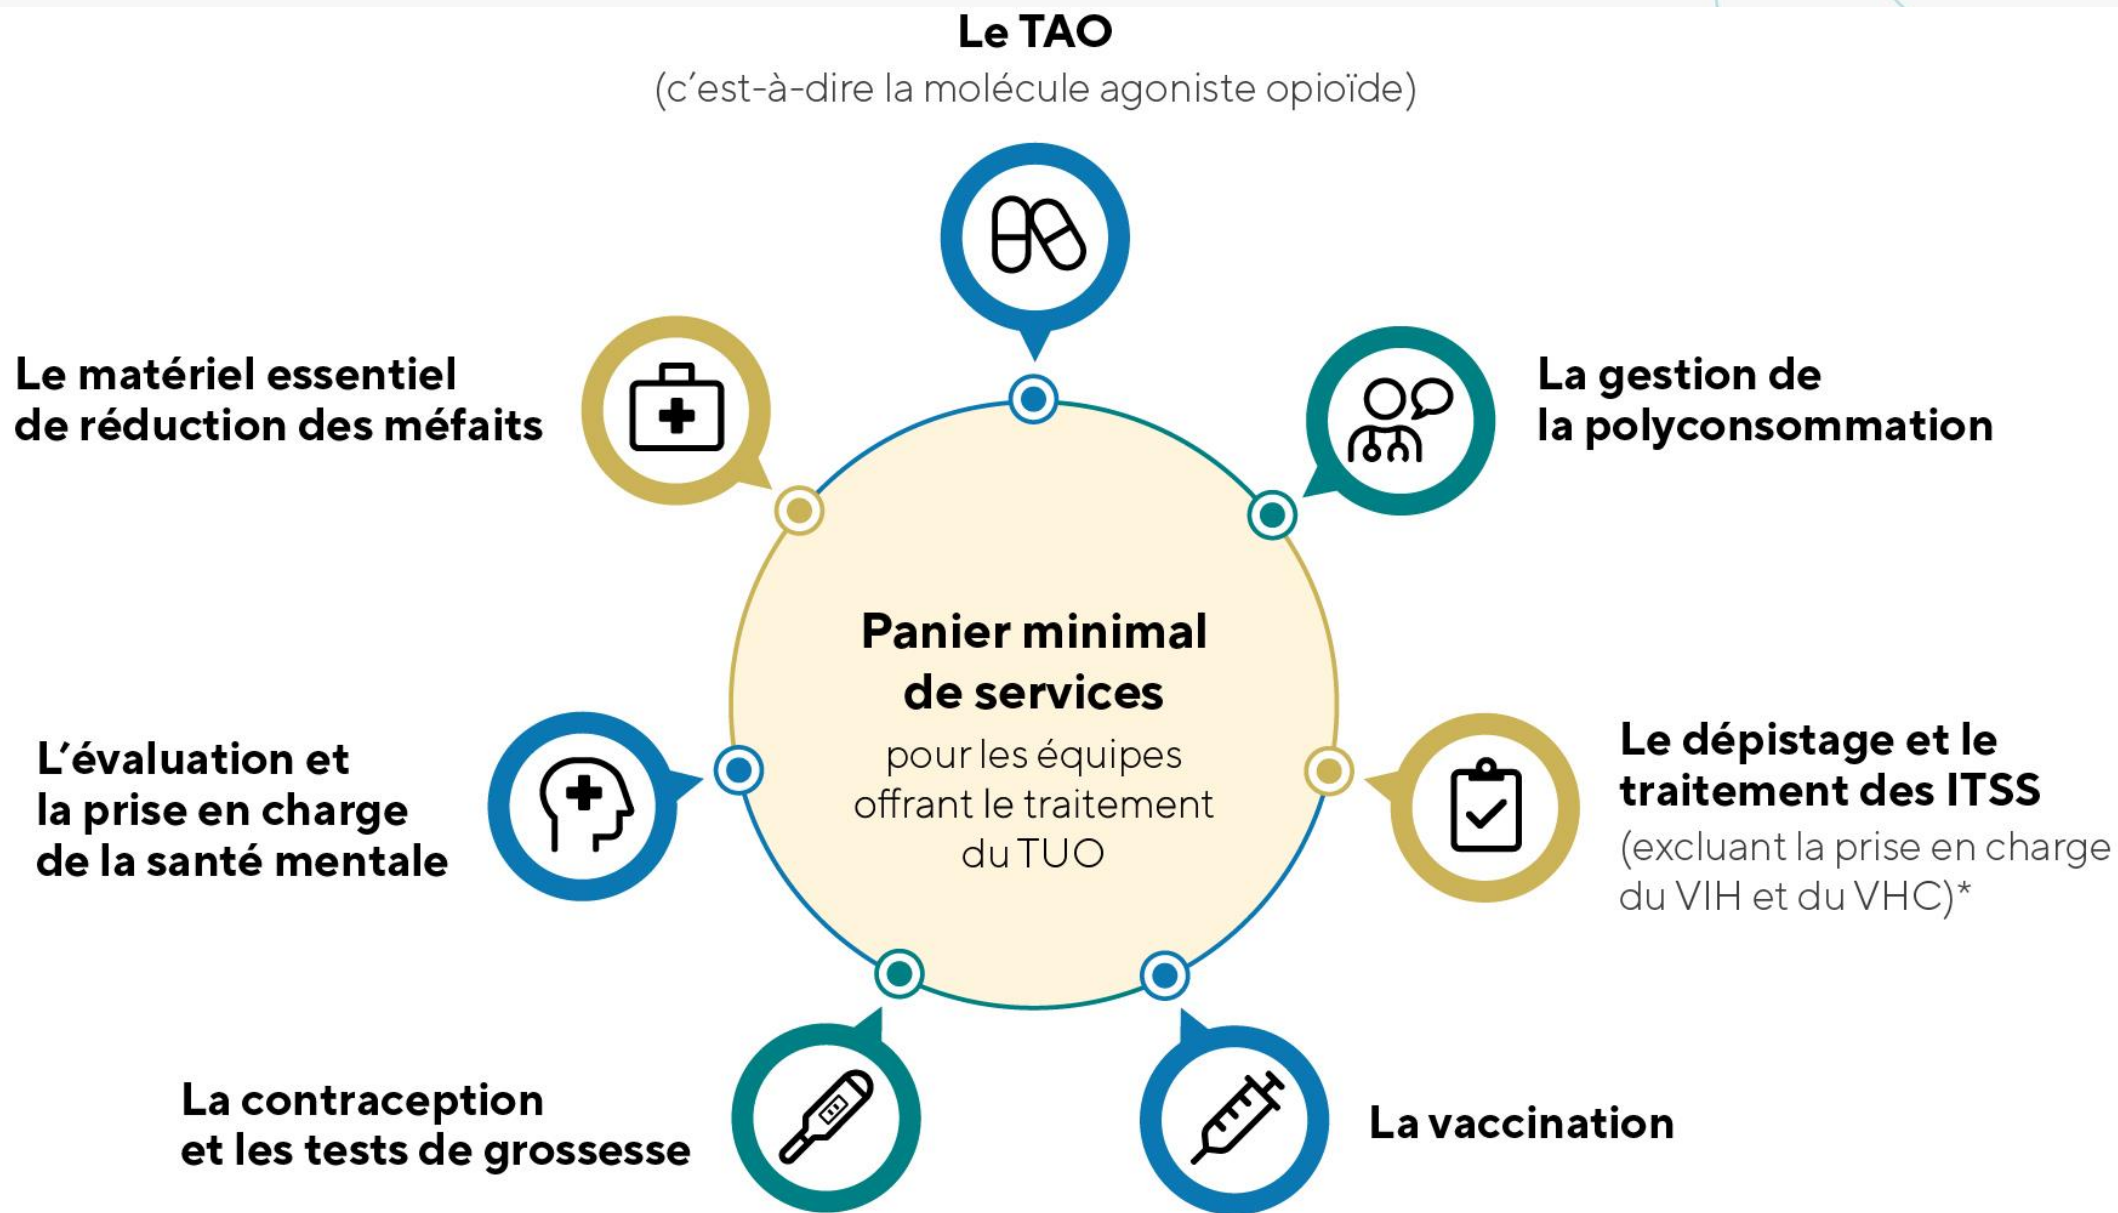 Le TAO
(c’est-à-dire la molécule agoniste opioïde)
Le matériel essentiel
de réduction des méfaits
La gestion de
la polyconsommation
Panier minimal
de services
pour les équipes
offrant le traitement
du TUO
L’évaluation et
la prise en charge
de la santé mentale
Le dépistage et le
traitement des ITSS
(excluant la prise en charge
du VIH et du VHC)*
La contraception
et les tests de grossesse
La vaccination